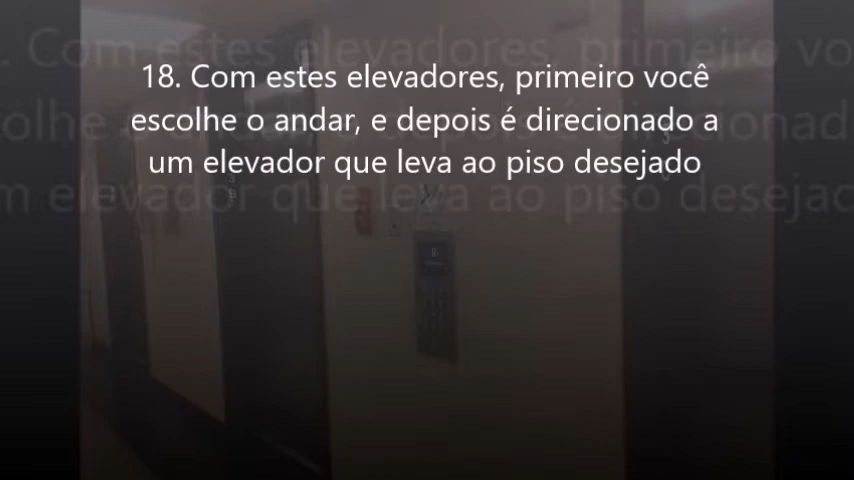 18. Com estes elevadores, primeiro você
escolhe o andar, e depois é direcionado a
um elevador que leva ao piso desejado